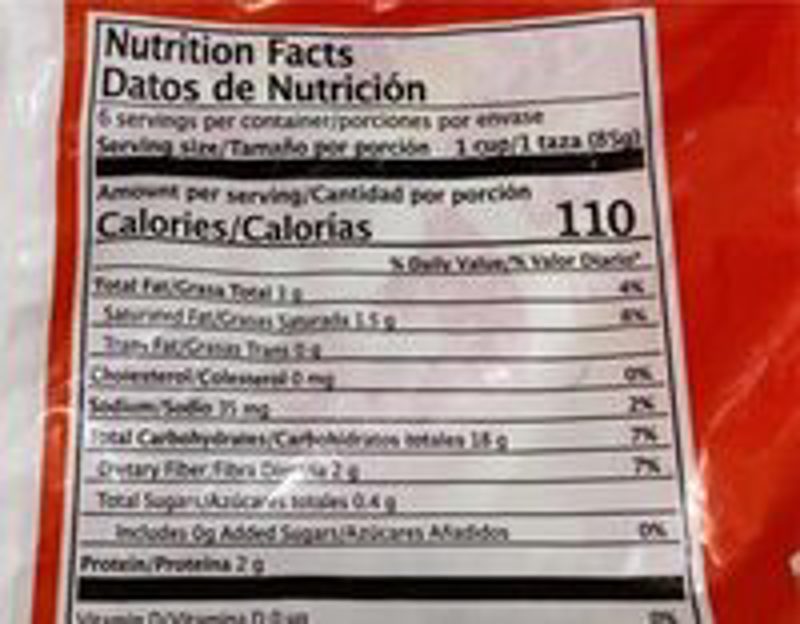 Nutrition Facts
Datos de Nutrición
6 servings per container/porciones por envase
Serving size/Tamaño por porción 1 cup/1 taza (85g)
Amount per serving/Cantidad por porción
Calories/Calorías 110
% Daily Value/% Valor Diario*
Total Fat/Grasa Total 3 g 4%
Saturated Fat/Grasas Saturada 1.5 g 8%
Trans Fat/Grasas Trans 0 g
Cholesterol/Colesterol 0 mg 0%
Sodium/Sodio 35 mg 2%
Total Carbohydrates/Carbohidratos totales 18 g 7%
Dietary Fiber/Fibra 2 g 7%
Total Sugars/Azúcares totales 0.4 g
Includes 0g Added Sugars/Azúcares Añadidos 0%
Protein/Proteína 2 g
Vitamin D/Vitamina D 0 0%